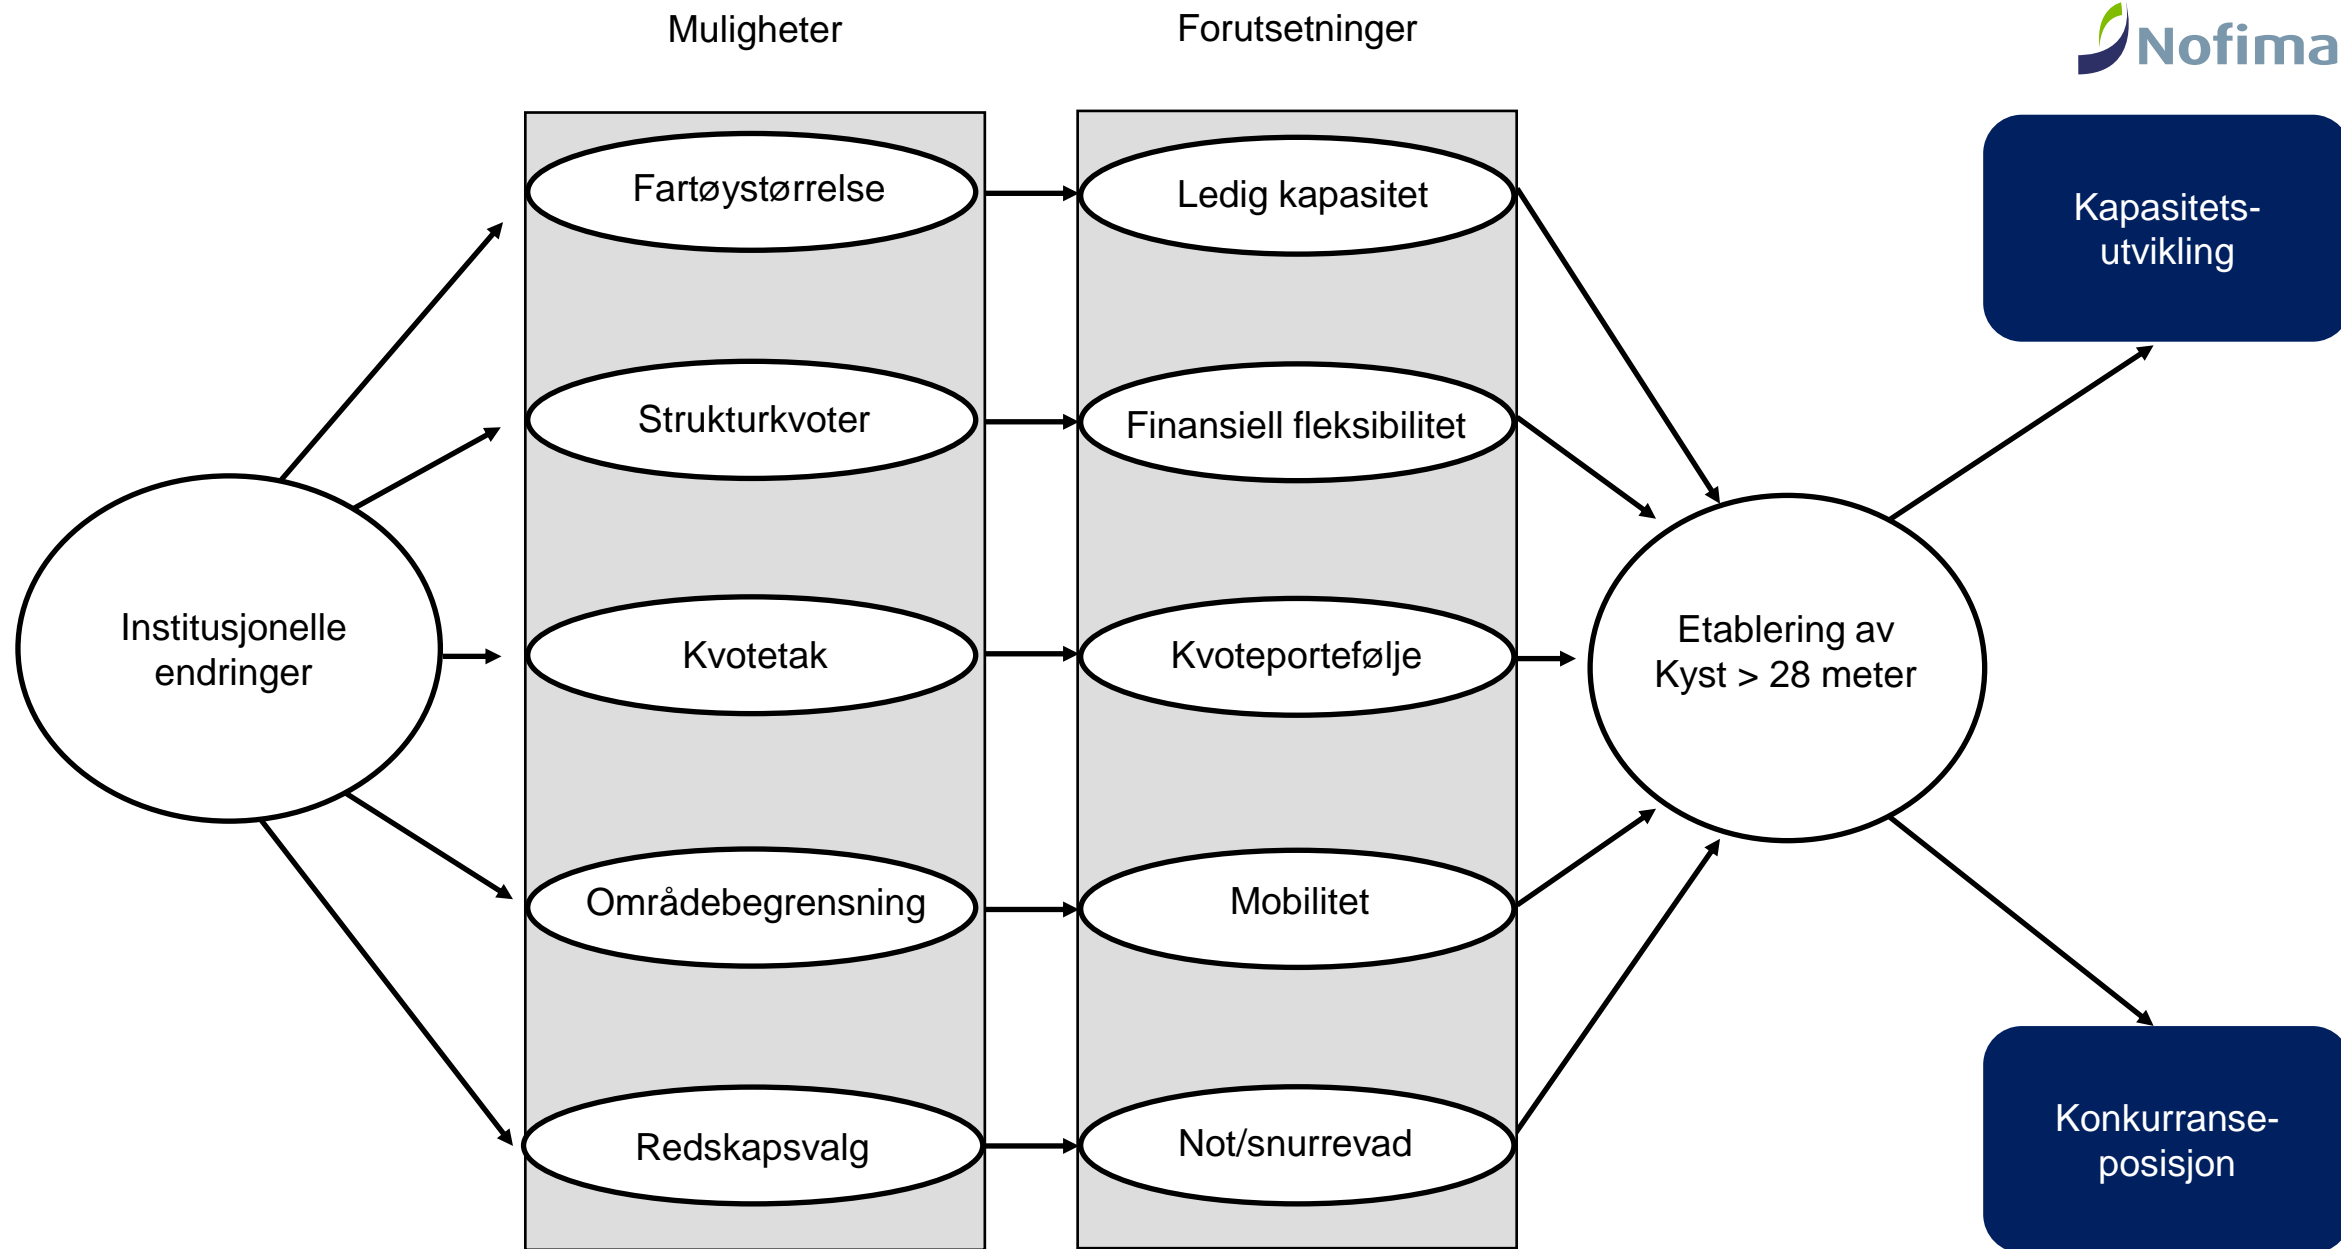 Muligheter
Forutsetninger
Nofima
Fartøystørrelse
Ledig kapasitet
Kapasitets-
utvikling
Strukturkvoter
Finansiell fleksibilitet
Institusjonelle
endringer
Kvotetak
Kvoteportefølje
Etablering av
Kyst > 28 meter
Områdebegrensning
Mobilitet
Redskapsvalg
Not/snurrevad
Konkurranse-
posisjon